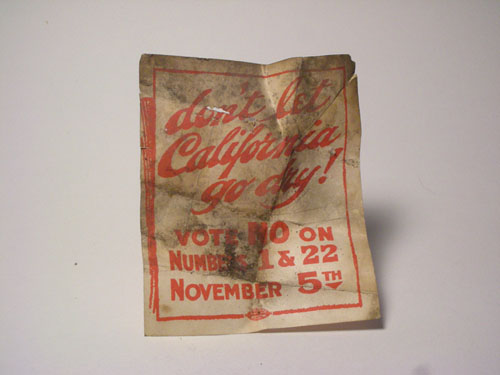 don't let
California
go dry!
VOTE NO ON
NUMBERS 1 & 22
NOVEMBER 5TH